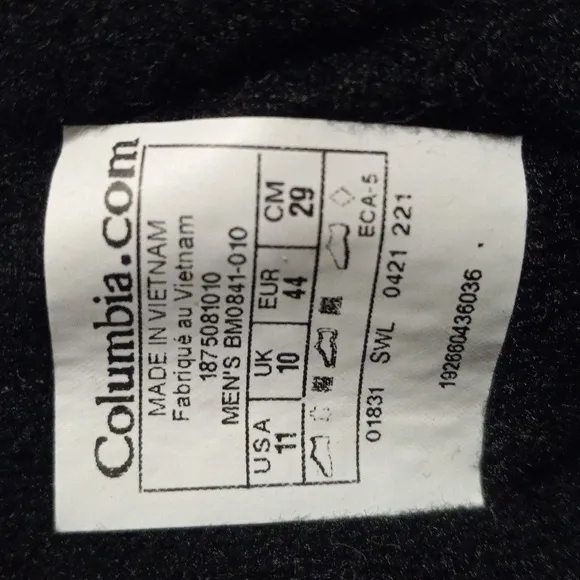 Columbia.com
MADE IN VIETNAM
Fabriqué au Vietnam
1875081010
MEN'S BM0841-010
USA UK EUR CM
11 10 44 29
ECA-5
01831 SWL 0421 221
192660436036